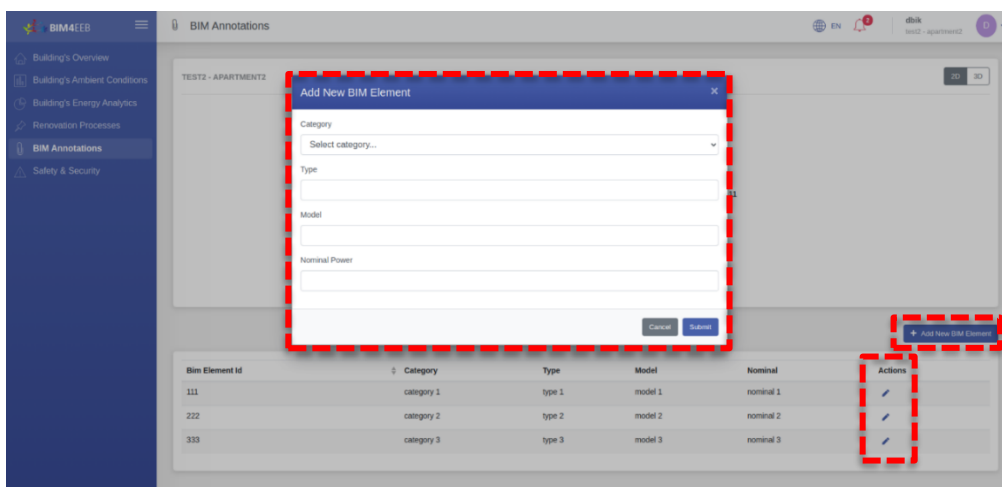 BIM4EEB
BIM Annotations
EN
2
dbik
test2 - apartment2
D
Building's Overview
Building's Ambient Conditions
Building's Energy Analytics
Renovation Processes
BIM Annotations
Safety & Security
TEST2 - APARTMENT2
2D 3D
Add New BIM Element
×
Category
Select category...
Type
Model
Nominal Power
Cancel Submit
31
+ Add New BIM Element
Bim Element Id Category Type Model Nominal Actions
111 category 1 type 1 model 1 nominal 1
222 category 2 type 2 model 2 nominal 2
333 category 3 type 3 model 3 nominal 3